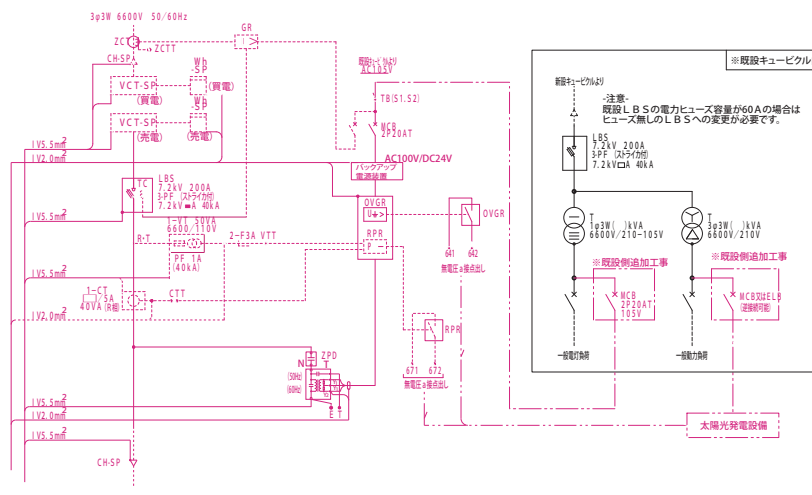 3φ3W 6600V 50/60Hz
ZCT
ZCTT
GR
I >
CH-SP
VCT-SP
(買電)
Wh
-SP
(買電)
VCT-SP
(売電)
Wh
-SP
(売電)
IV5.5mm2
IV2.0mm2
既設キュービクルより
AC105V
TB(S1.S2)
MCB
2P20AT
AC100V/DC24V
バックアップ
電源装置
TC
LBS
7.2kV 200A
3-PF (ストライカ付)
7.2kV A 40kA
IV5.5mm2
1-VT 50VA
6600/110V
R・T
PF 1A
(40kA)
2-F3A VTT
OVGR
U
RPR
P
OVGR
641
642
無電圧a接点出し
IV5.5mm2
1-CT
/5A
40VA (R相)
CTT
IV2.0mm2
RPR
671
672
無電圧a接点出し
ZPD
N
T
(50Hz)
(60Hz)
E
T
IV5.5mm2
IV2.0mm2
IV5.5mm2
CH-SP
※既設キュービクル
新設キュービクルより
-注意-
既設LBSの電力ヒューズ容量が60Aの場合は
ヒューズ無しのLBSへの変更が必要です。
LBS
7.2kV 200A
3-PF (ストライカ付)
7.2kV A 40kA
T
1φ3W( )kVA
6600V/210-105V
T
3φ3W( )kVA
6600V/210V
※既設側追加工事
MCB
2P20AT
105V
※既設側追加工事
MCB又はELB
(逆接続可能)
一般電灯負荷
一般動力負荷
太陽光発電設備